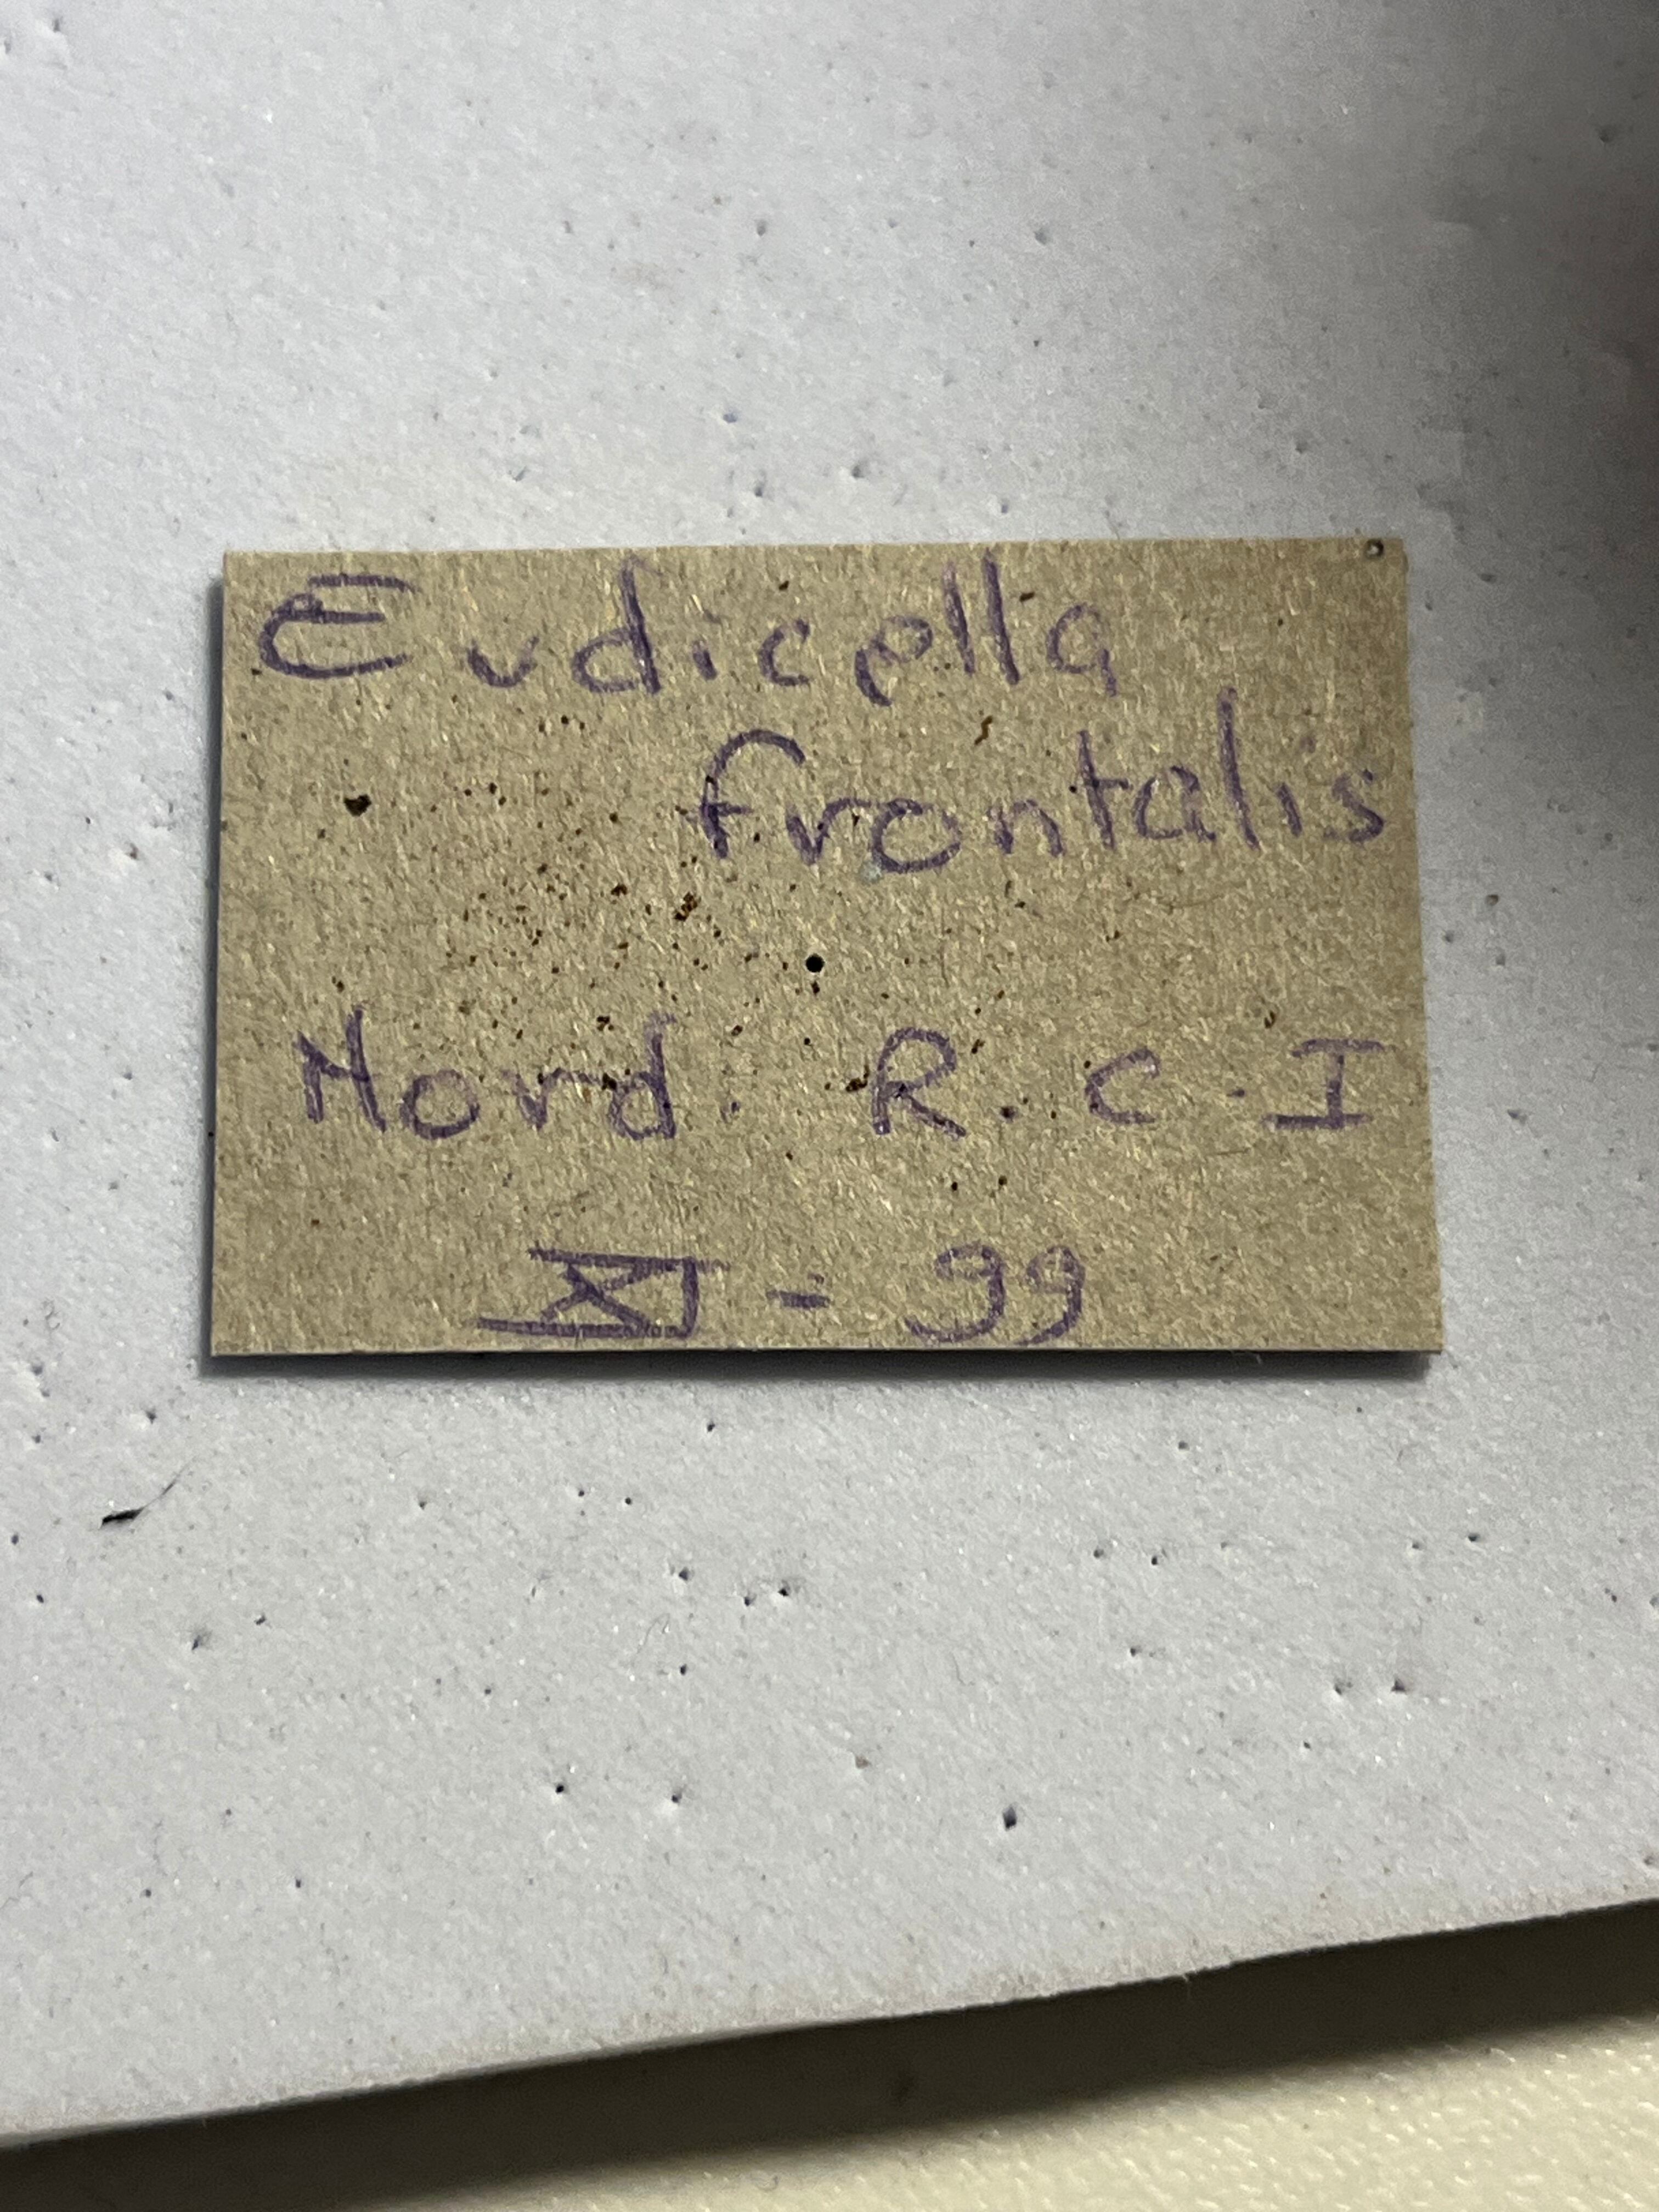 Eudicella
frontalis
Nord. R.C.I
XI - 99